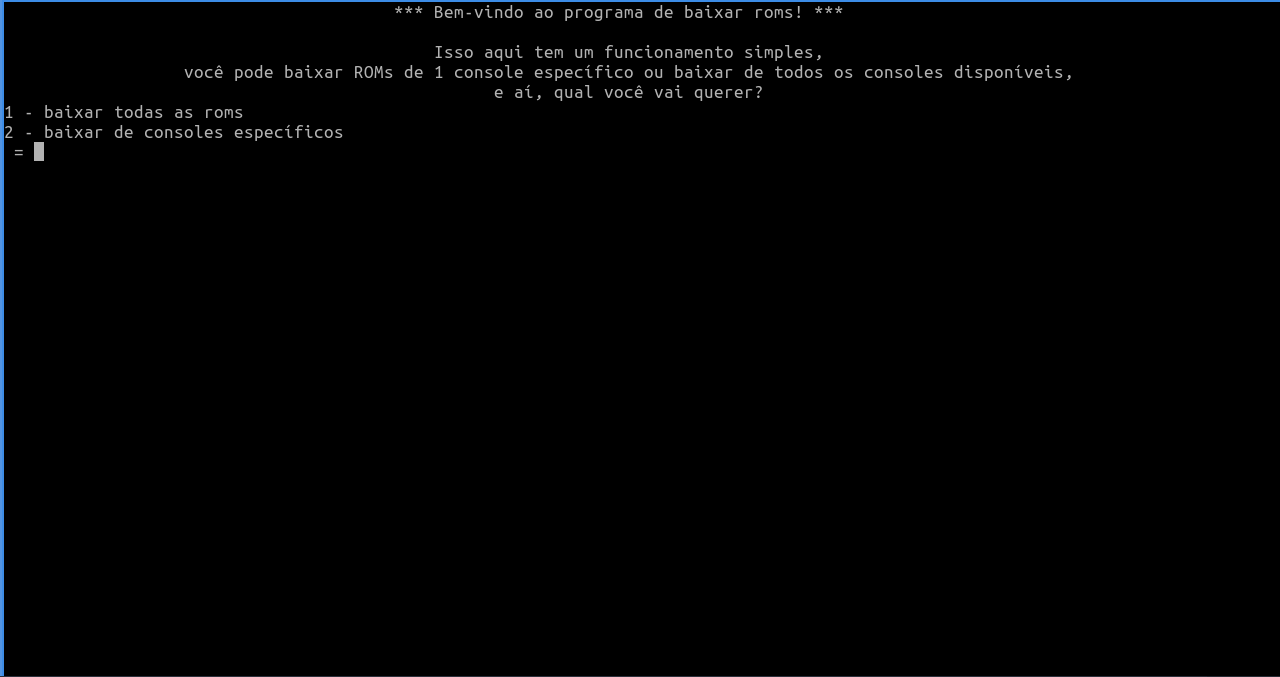 *** Bem-vindo ao programa de baixar roms! ***
Isso aqui tem um funcionamento simples,
você pode baixar ROMs de 1 console específico ou baixar de todos os consoles disponíveis,
e aí, qual você vai querer?
1 - baixar todas as roms
2 - baixar de consoles específicos
=